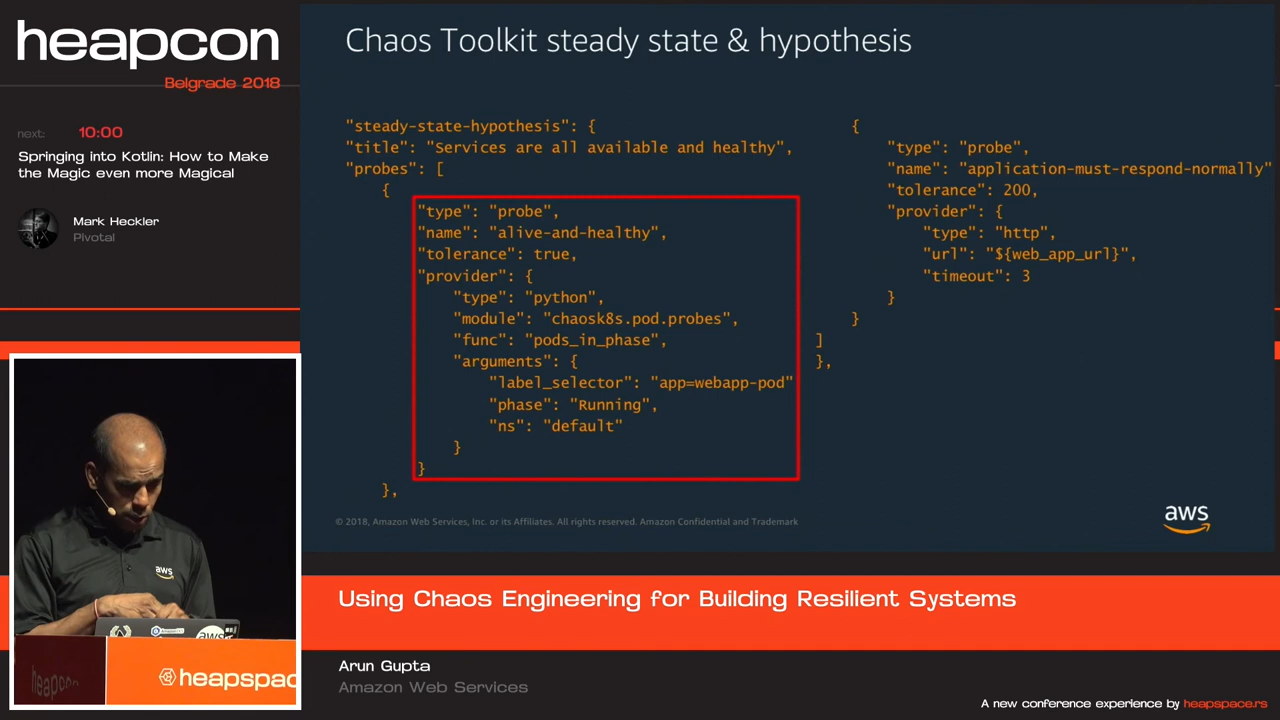 heapcon
Belgrade 2018
next: 10:00
Springing into Kotlin: How to Make
the Magic even more Magical
Mark Heckler
Pivotal
Chaos Toolkit steady state & hypothesis
"steady-state-hypothesis": {
"title": "Services are all available and healthy",
"probes": [
{
"type": "probe",
"name": "alive-and-healthy",
"tolerance": true,
"provider": {
"type": "python",
"module": "chaosk8s.pod.probes",
"func": "pods_in_phase",
"arguments": {
"label_selector": "app=webapp-pod"
"phase": "Running",
"ns": "default"
}
}
},
{
"type": "probe",
"name": "application-must-respond-normally"
"tolerance": 200,
"provider": {
"type": "http",
"url": "${web_app_url}",
"timeout": 3
}
}
]
},
© 2018, Amazon Web Services, Inc. or its Affiliates. All rights reserved. Amazon Confidential and Trademark
aws
aws
aws
heapcon
heapspac
Using Chaos Engineering for Building Resilient Systems
Arun Gupta
Amazon Web Services
A new conference experience by heapspace.rs